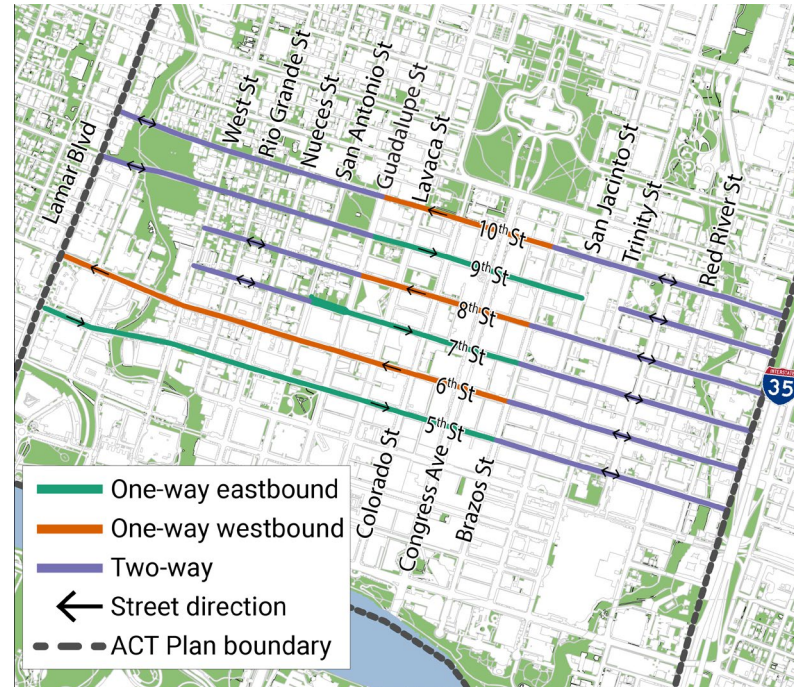 Lamar Blvd
West St
Rio Grande St
Nueces St
San Antonio St
Guadalupe St
Lavaca St
San Jacinto St
Trinity St
Red River St
10th St
9th St
8th St
7th St
6th St
5th St
INTERSTATE
35
Colorado St
Congress Ave
Brazos St
One-way eastbound
One-way westbound
Two-way
Street direction
ACT Plan boundary